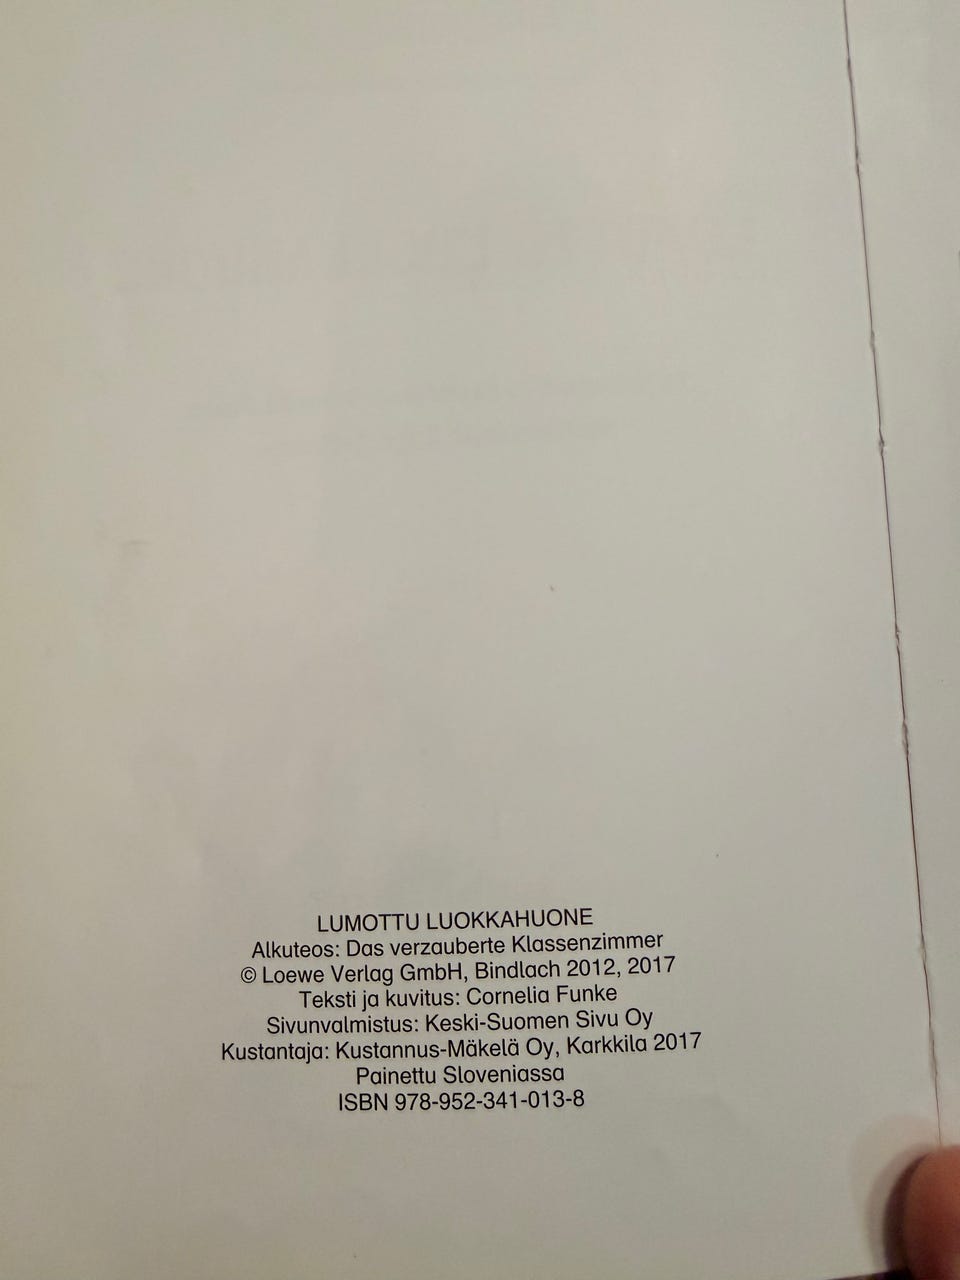 LUMOTTU LUOKKAHUONE
Alkuteos: Das verzauberte Klassenzimmer
© Loewe Verlag GmbH, Bindlach 2012, 2017
Teksti ja kuvitus: Cornelia Funke
Sivunvalmistus: Keski-Suomen Sivu Oy
Kustantaja: Kustannus-Mäkelä Oy, Karkkila 2017
Painettu Sloveniassa
ISBN 978-952-341-013-8